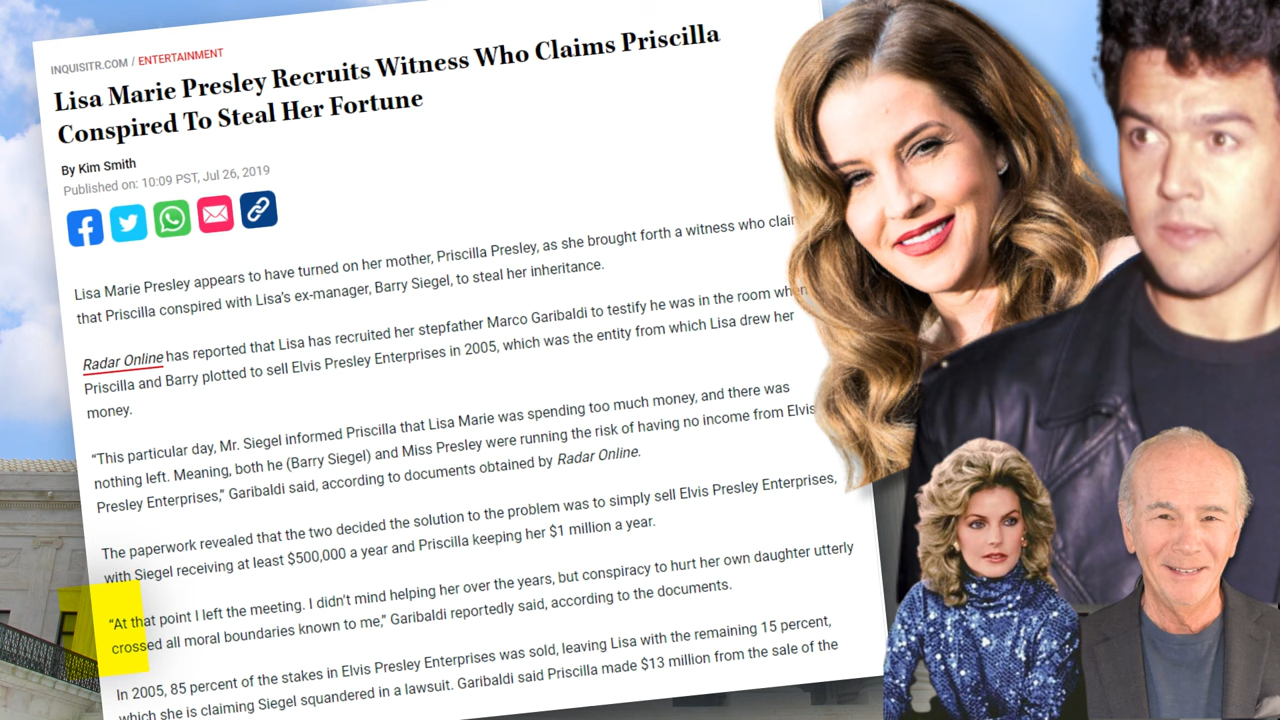 INQUISITR.COM / ENTERTAINMENT
Lisa Marie Presley Recruits Witness Who Claims Priscilla
Conspired To Steal Her Fortune
By Kim Smith
Published on: 10:09 PST, Jul 26, 2019
Lisa Marie Presley appears to have turned on her mother, Priscilla Presley, as she brought forth a witness who claim
that Priscilla conspired with Lisa's ex-manager, Barry Siegel, to steal her inheritance.
Radar Online has reported that Lisa has recruited her stepfather Marco Garibaldi to testify he was in the room when
Priscilla and Barry plotted to sell Elvis Presley Enterprises in 2005, which was the entity from which Lisa drew her
money.
“This particular day, Mr. Siegel informed Priscilla that Lisa Marie was spending too much money, and there was
nothing left. Meaning, both he (Barry Siegel) and Miss Presley were running the risk of having no income from Elvis
Presley Enterprises,” Garibaldi said, according to documents obtained by Radar Online.
The paperwork revealed that the two decided the solution to the problem was to simply sell Elvis Presley Enterprises,
with Siegel receiving at least $500,000 a year and Priscilla keeping her $1 million a year.
“At that point I left the meeting. I didn’t mind helping her over the years, but conspiracy to hurt her own daughter utterly
crossed all moral boundaries known to me,” Garibaldi reportedly said, according to the documents.
In 2005, 85 percent of the stakes in Elvis Presley Enterprises was sold, leaving Lisa with the remaining 15 percent,
which she is claiming Siegel squandered in a lawsuit. Garibaldi said Priscilla made $13 million from the sale of the